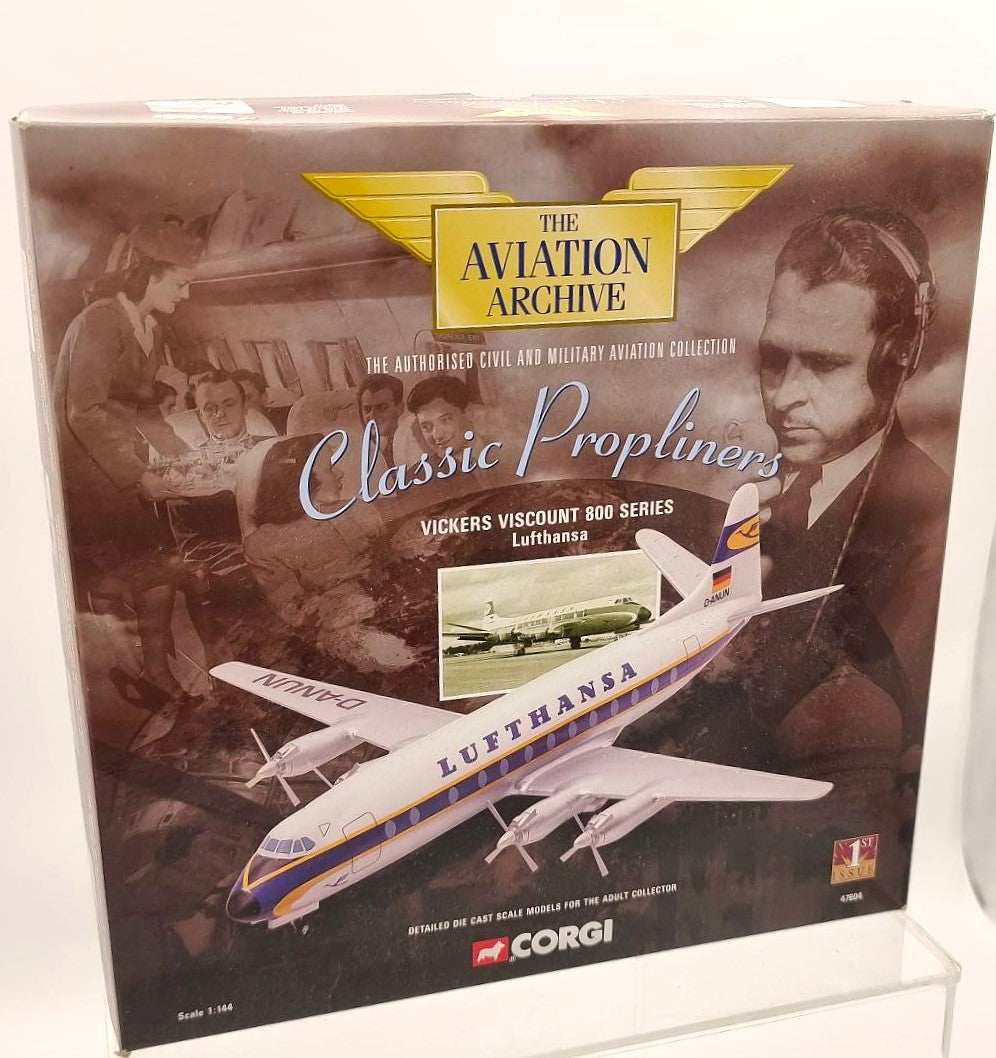 THE
AVIATION
ARCHIVE
THE AUTHORISED CIVIL AND MILITARY AVIATION COLLECTION
Classic Propliners
VICKERS VISCOUNT 800 SERIES
Lufthansa
D-ANUN
D-ANUN
LUFTHANSA
1ST
ISSUE
47604
DETAILED DIE CAST SCALE MODELS FOR THE ADULT COLLECTOR
CORGI
Scale 1:144